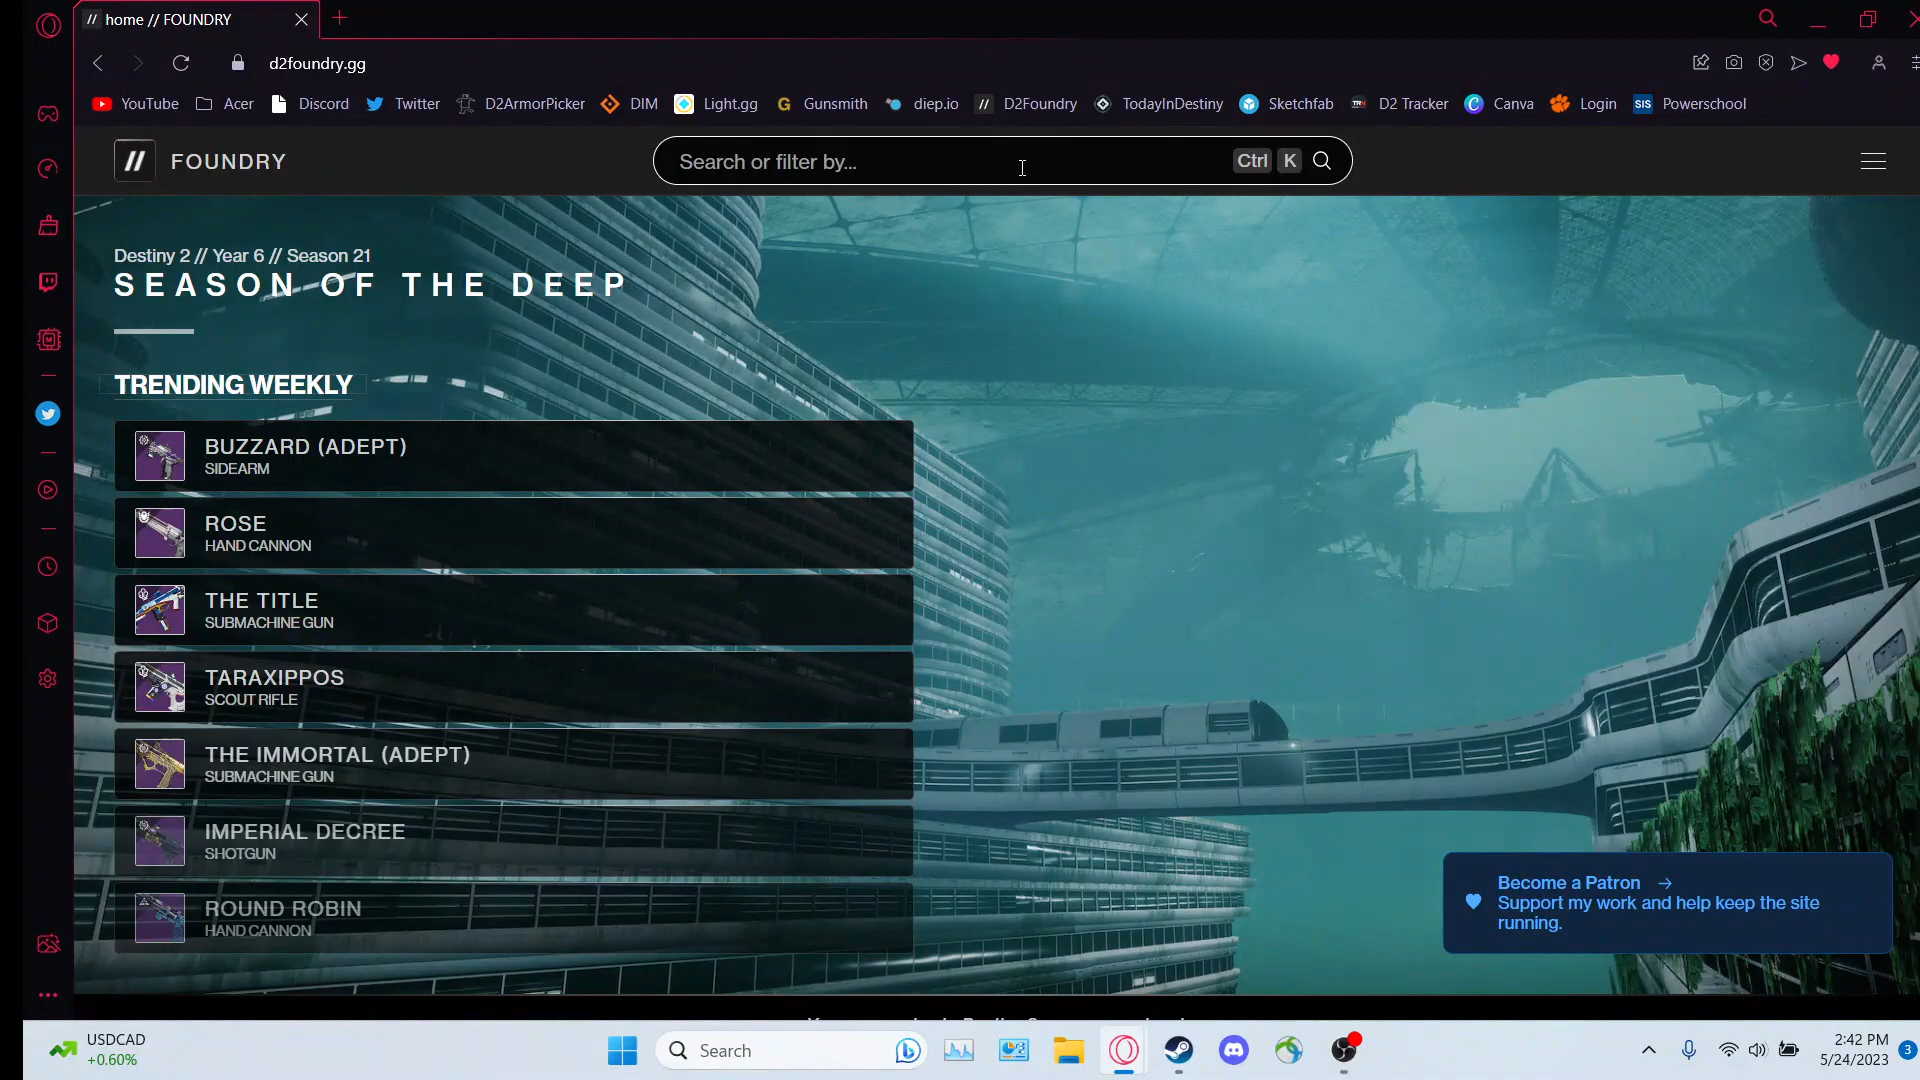 // home // FOUNDRY
d2foundry.gg
YouTube Acer Discord Twitter D2ArmorPicker DIM Light.gg G Gunsmith diep.io // D2Foundry TodayInDestiny Sketchfab TRN D2 Tracker Canva Login SIS Powerschool
// FOUNDRY
Search or filter by... Ctrl K
Destiny 2 // Year 6 // Season 21
SEASON OF THE DEEP
TRENDING WEEKLY
BUZZARD (ADEPT)
SIDEARM
ROSE
HAND CANNON
THE TITLE
SUBMACHINE GUN
TARAXIPPOS
SCOUT RIFLE
THE IMMORTAL (ADEPT)
SUBMACHINE GUN
IMPERIAL DECREE
SHOTGUN
ROUND ROBIN
HAND CANNON
Become a Patron →
Support my work and help keep the site
running.
USDCAD
+0.60%
Search
2:42 PM
5/24/2023
3